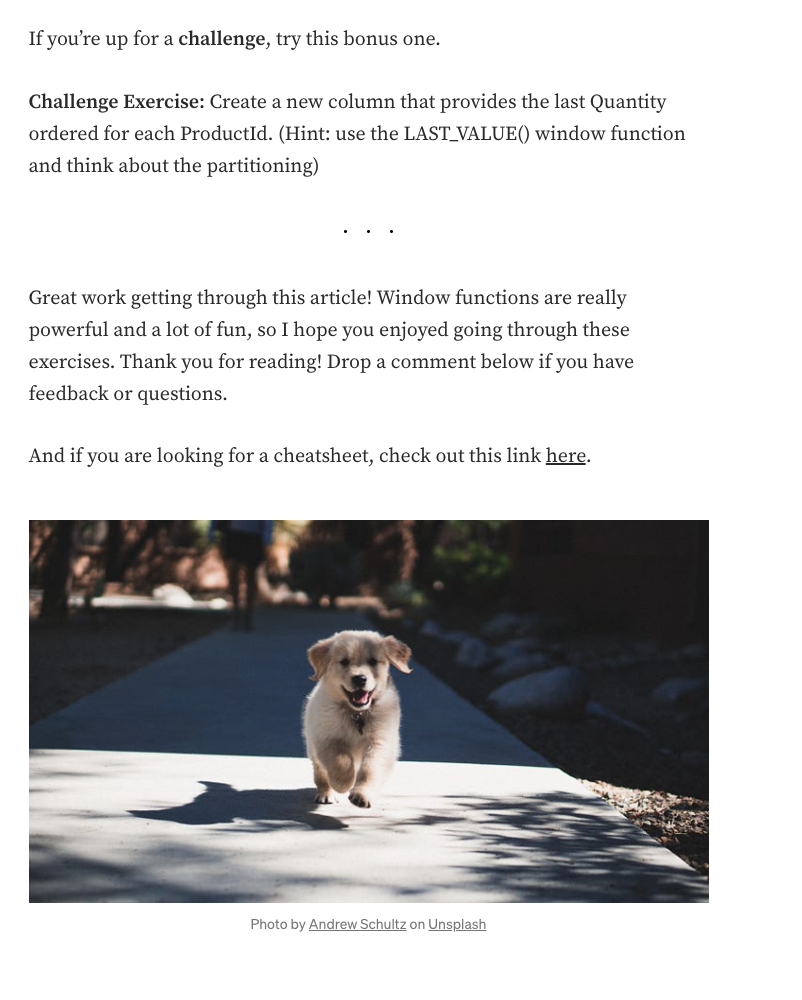 If you’re up for a challenge, try this bonus one.
Challenge Exercise: Create a new column that provides the last Quantity
ordered for each ProductId. (Hint: use the LAST_VALUE() window function
and think about the partitioning)
. . .
Great work getting through this article! Window functions are really
powerful and a lot of fun, so I hope you enjoyed going through these
exercises. Thank you for reading! Drop a comment below if you have
feedback or questions.
And if you are looking for a cheatsheet, check out this link here.
Photo by Andrew Schultz on Unsplash